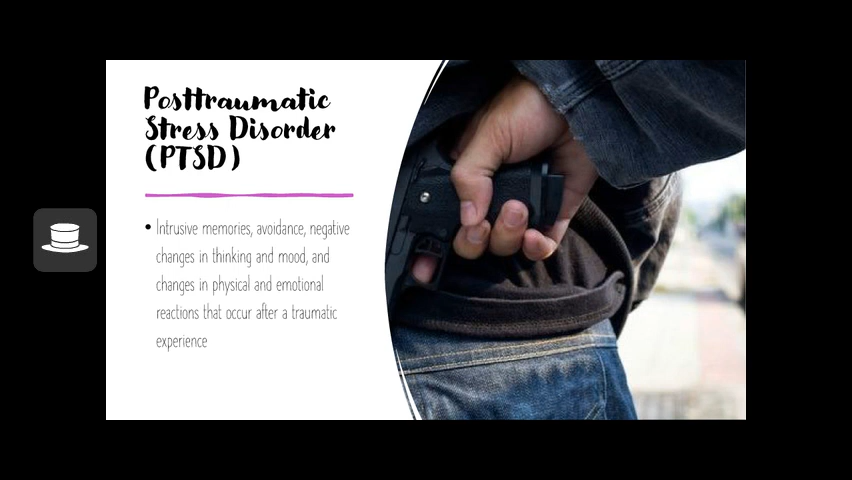 Posttraumatic
Stress Disorder
(PTSD)
• Intrusive memories, avoidance, negative
changes in thinking and mood, and
changes in physical and emotional
reactions that occur after a traumatic
experience